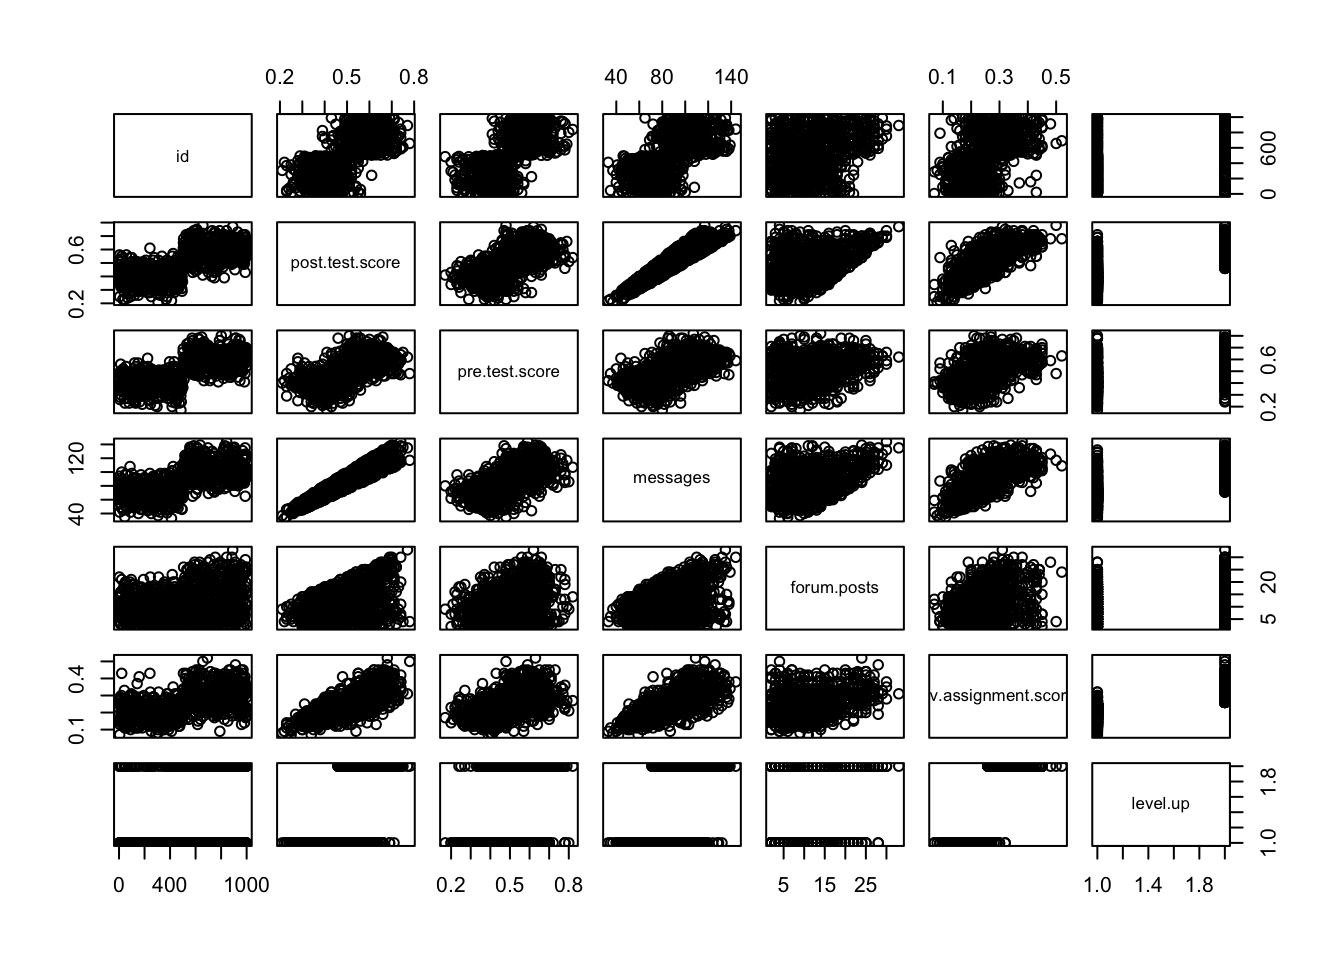 0.2 0.5 0.8 40 80 140 0.1 0.3 0.5
id 0 600
0.2 0.6 post.test.score
pre.test.score 0.2 0.6
40 120 messages
forum.posts 5 20
0.1 0.4 v.assignment.scor
level.up 1.0 1.8
0 400 1000 0.2 0.5 0.8 5 15 25 1.0 1.4 1.8